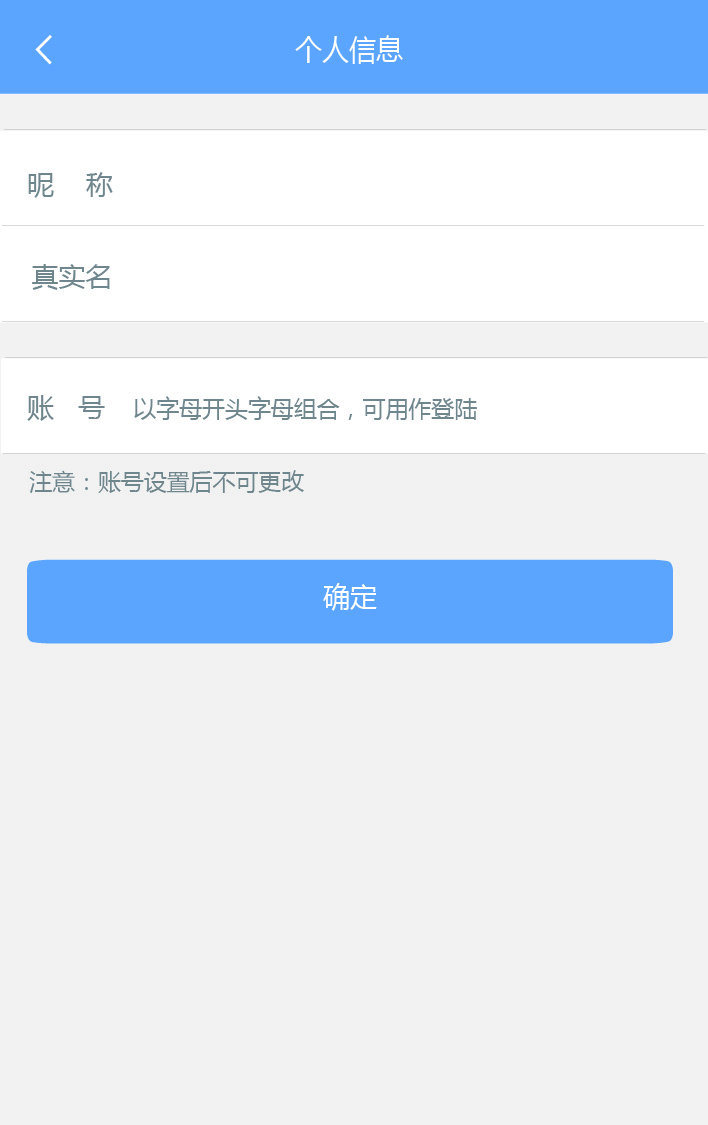 个人信息
昵 称
真实名
账 号 以字母开头字母组合，可用作登陆
注意：账号设置后不可更改
确定